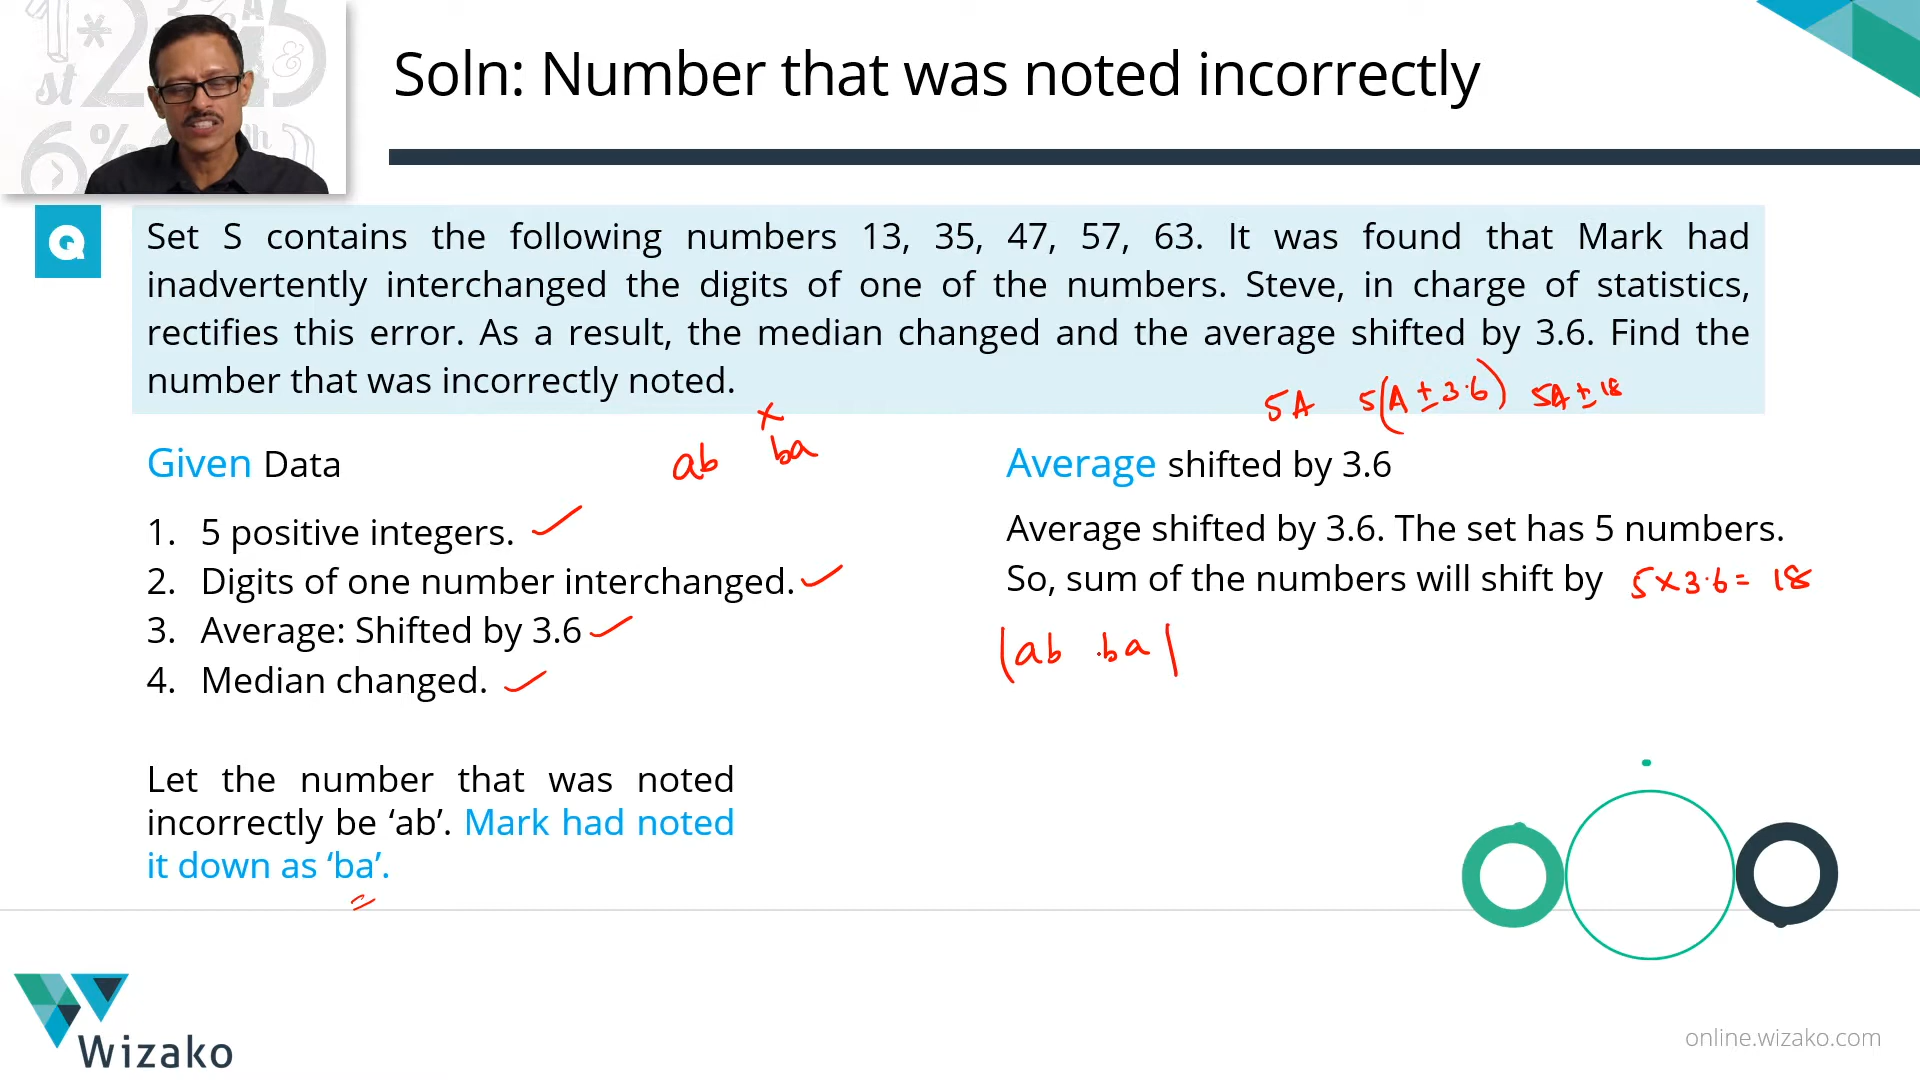 Soln: Number that was noted incorrectly
Q
Set S contains the following numbers 13, 35, 47, 57, 63. It was found that Mark had
inadvertently interchanged the digits of one of the numbers. Steve, in charge of statistics,
rectifies this error. As a result, the median changed and the average shifted by 3.6. Find the
number that was incorrectly noted.
5A 5(A ± 3.6) 5A ± 18
Given Data
x
ab ba
1. 5 positive integers.
2. Digits of one number interchanged.
3. Average: Shifted by 3.6
4. Median changed.
Let the number that was noted
incorrectly be ‘ab’. Mark had noted
it down as ‘ba’.
Average shifted by 3.6
Average shifted by 3.6. The set has 5 numbers.
So, sum of the numbers will shift by 5 x 3.6 = 18
|ab ba|
Wizako
online.wizako.com